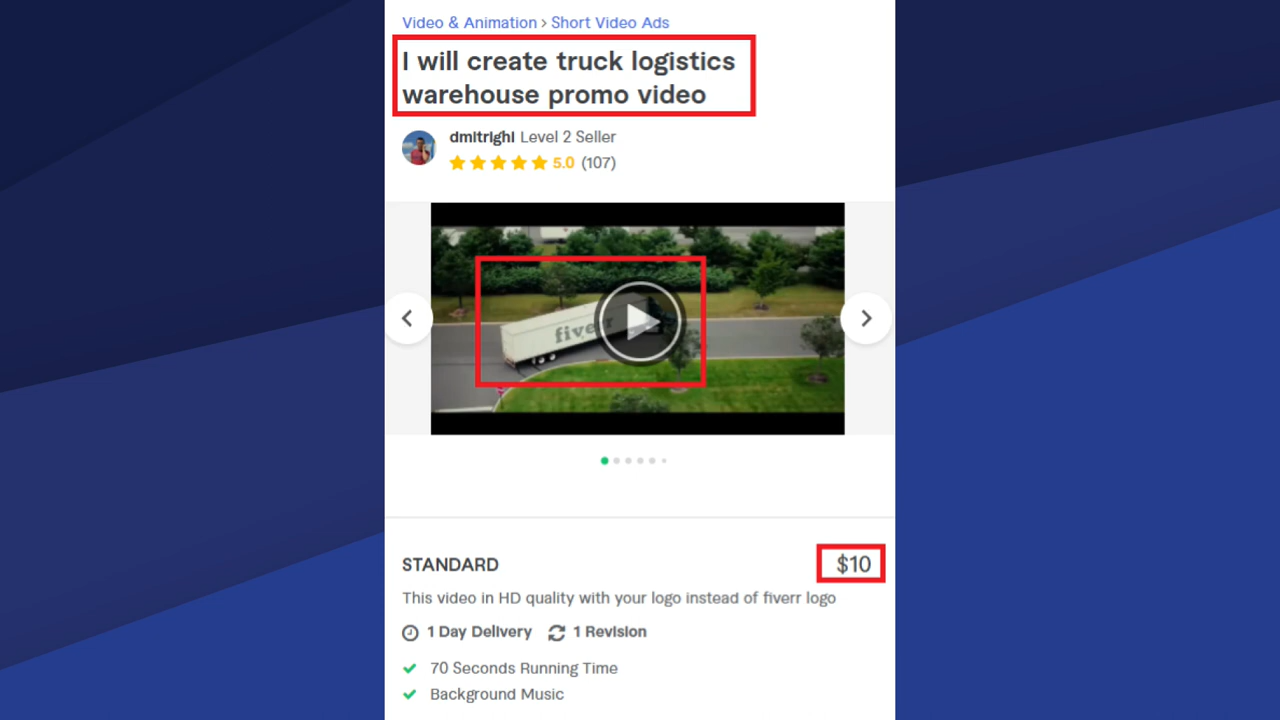 Video & Animation > Short Video Ads
I will create truck logistics
warehouse promo video
dmitrighi Level 2 Seller
5.0 (107)
STANDARD
$10
This video in HD quality with your logo instead of fiverr logo
1 Day Delivery 1 Revision
70 Seconds Running Time
Background Music